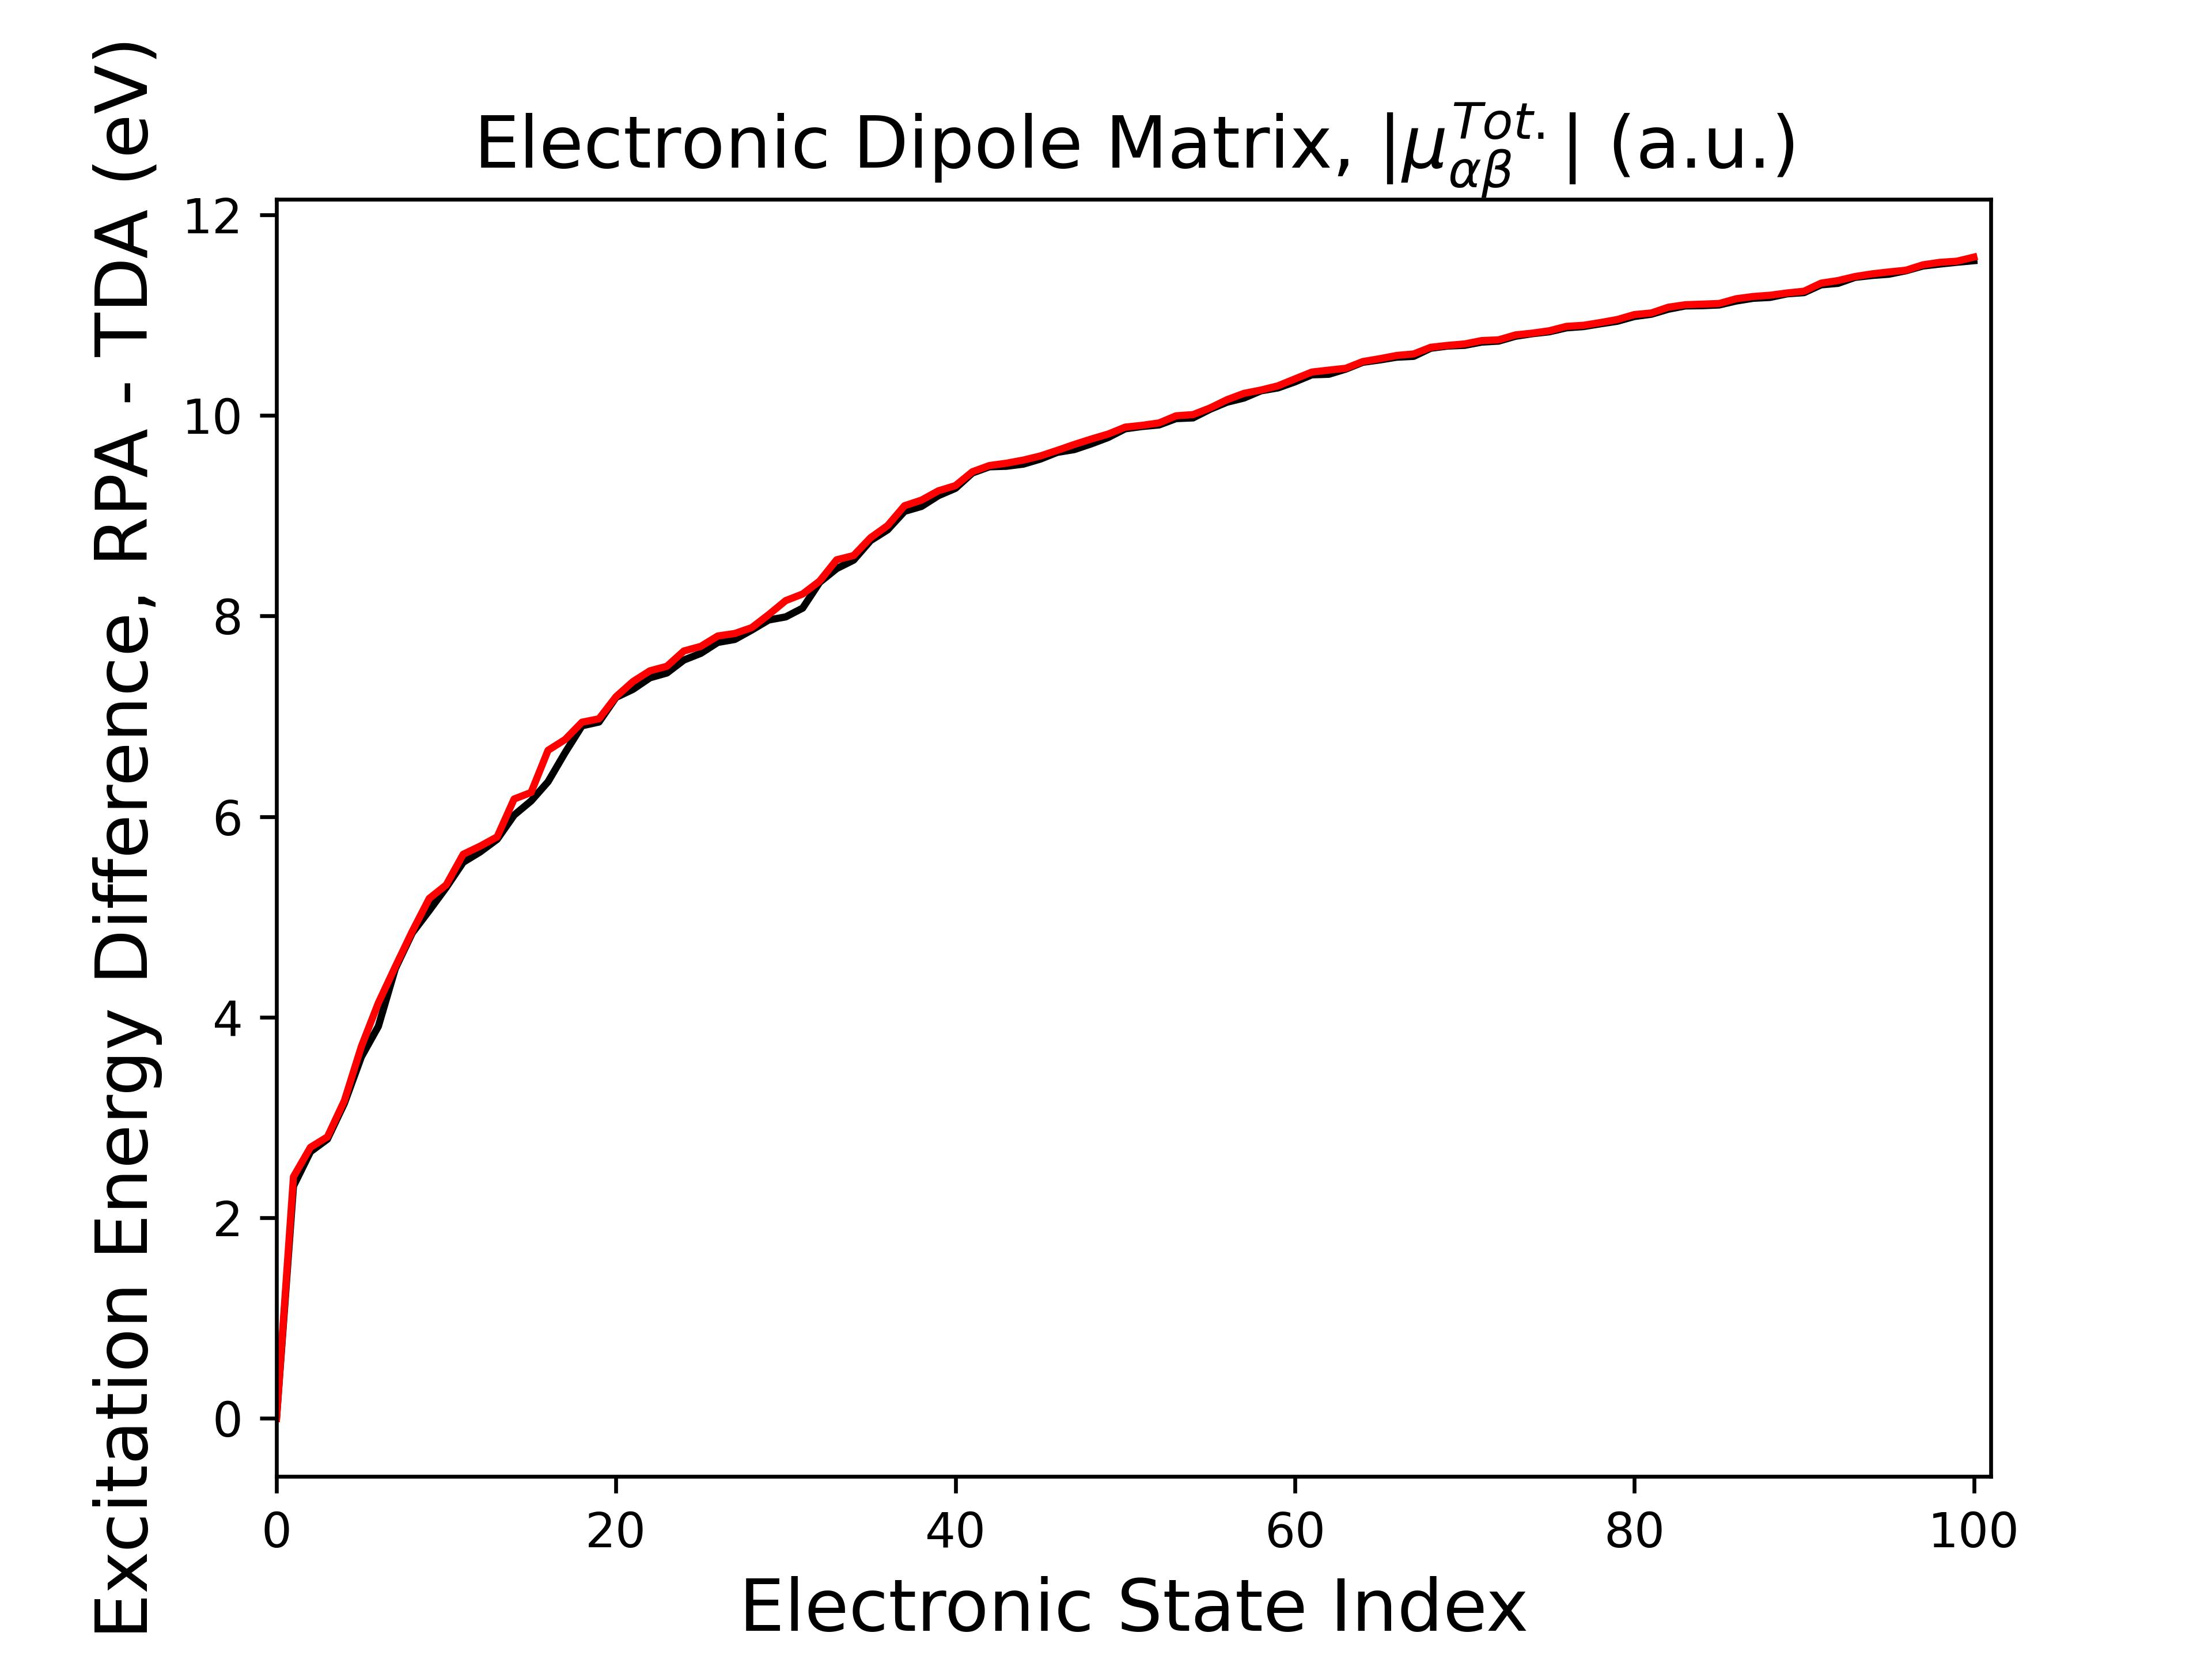 Electronic Dipole Matrix, |μ_{αβ}^{Tot.}| (a.u.)
Excitation Energy Difference, RPA - TDA (eV)
12
10
8
6
4
2
0
0 20 40 60 80 100
Electronic State Index